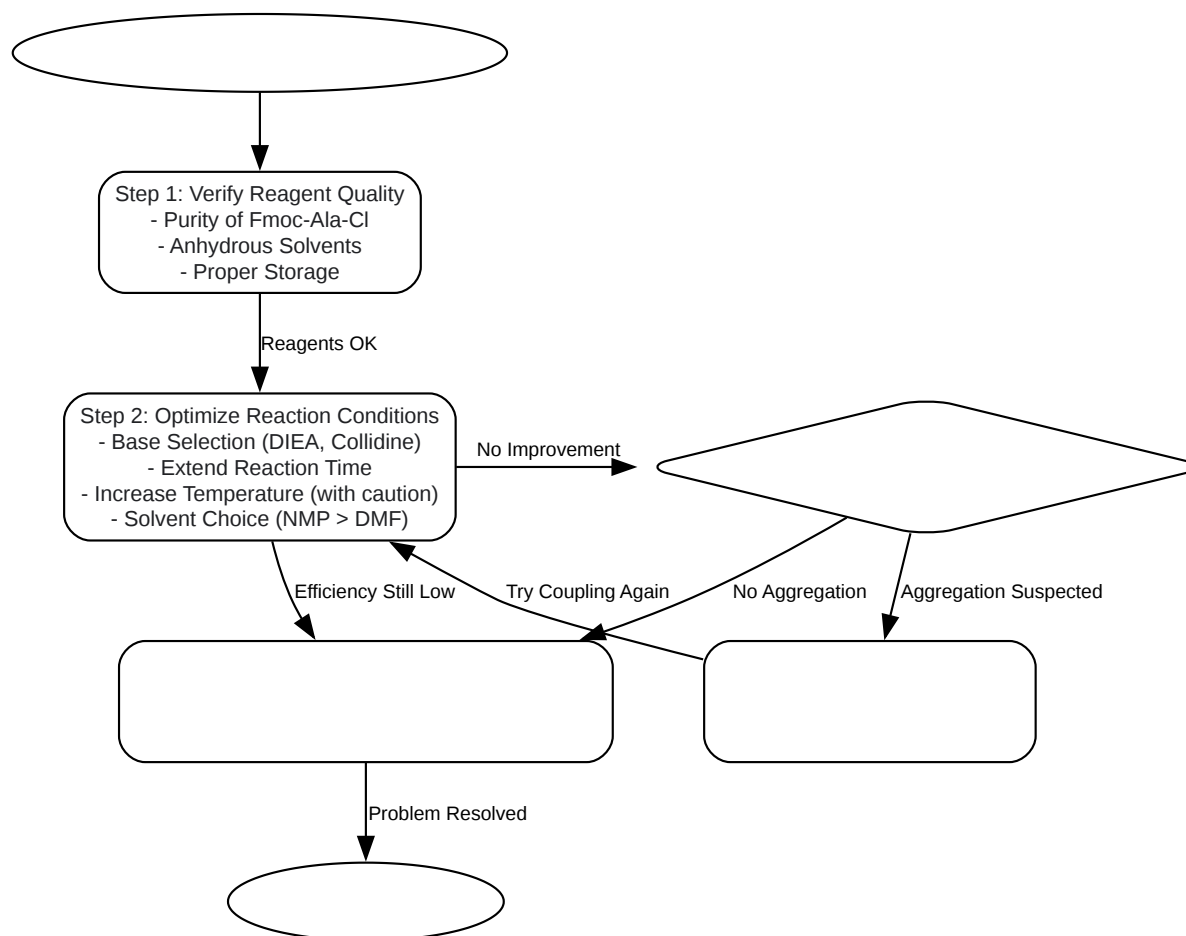 Step 1: Verify Reagent Quality
- Purity of Fmoc-Ala-Cl
- Anhydrous Solvents
- Proper Storage
Reagents OK
Step 2: Optimize Reaction Conditions
- Base Selection (DIEA, Collidine)
- Extend Reaction Time
- Increase Temperature (with caution)
- Solvent Choice (NMP > DMF)
No Improvement
Efficiency Still Low
Try Coupling Again
No Aggregation
Aggregation Suspected
Problem Resolved